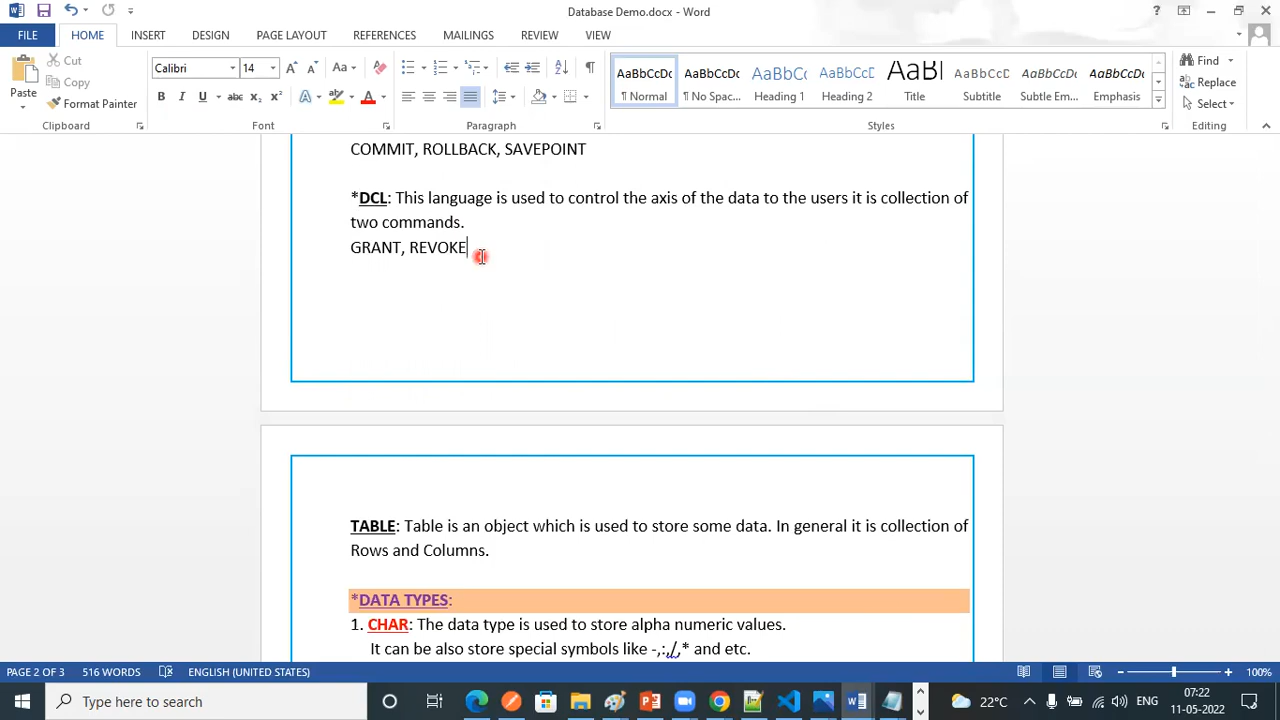 Database Demo.docx - Word
FILE HOME INSERT DESIGN PAGE LAYOUT REFERENCES MAILINGS REVIEW VIEW
Cut
Copy
Paste
Format Painter
Clipboard
Calibri 14
Font
Paragraph
AaBbCcDc AaBbCcDc AaBbCc AaBbCcC AaBl AaBbCcD AaBbCcDc AaBbCcDc
¶ Normal ¶ No Spac... Heading 1 Heading 2 Title Subtitle Subtle Em... Emphasis
Styles
Find
Replace
Select
Editing
COMMIT, ROLLBACK, SAVEPOINT
*DCL: This language is used to control the axis of the data to the users it is collection of
two commands.
GRANT, REVOKE
TABLE: Table is an object which is used to store some data. In general it is collection of
Rows and Columns.
*DATA TYPES:
1. CHAR: The data type is used to store alpha numeric values.
It can be also store special symbols like -,:,/,* and etc.
PAGE 2 OF 3 516 WORDS ENGLISH (UNITED STATES) 100%
Type here to search
22°C ENG 07:22
11-05-2022